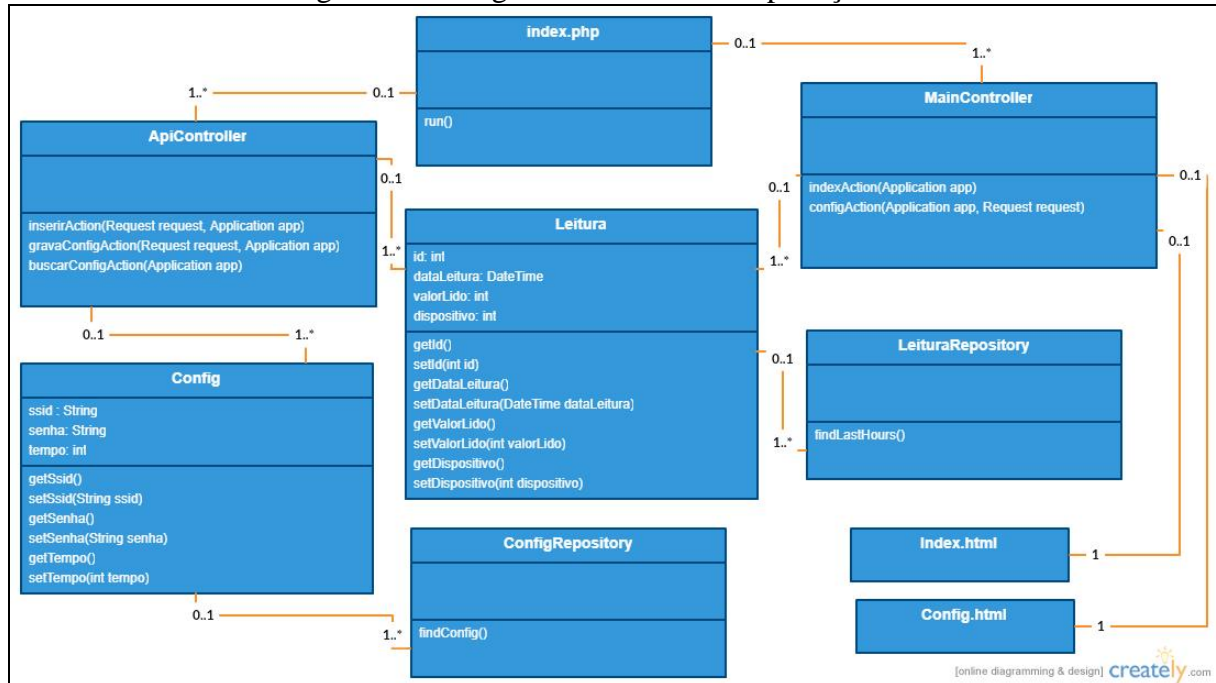 index.php
run()
0..1
1..*
1..*
0..1
MainController
indexAction(Application app)
configAction(Application app, Request request)
0..1
0..1
ApiController
inserirAction(Request request, Application app)
gravaConfigAction(Request request, Application app)
buscarConfigAction(Application app)
0..1
1..*
0..1
1..*
Leitura
id: int
dataLeitura: DateTime
valorLido: int
dispositivo: int
getId()
setId(int id)
getDataLeitura()
setDataLeitura(DateTime dataLeitura)
getValorLido()
setValorLido(int valorLido)
getDispositivo()
setDispositivo(int dispositivo)
0..1
1..*
0..1
1..*
LeituraRepository
findLastHours()
0..1
1..*
Config
ssid : String
senha: String
tempo: int
getSsid()
setSsid(String ssid)
getSenha()
setSenha(String senha)
getTempo()
setTempo(int tempo)
0..1
1..*
ConfigRepository
findConfig()
Index.html
1
Config.html
1
[online diagramming & design] creately.com